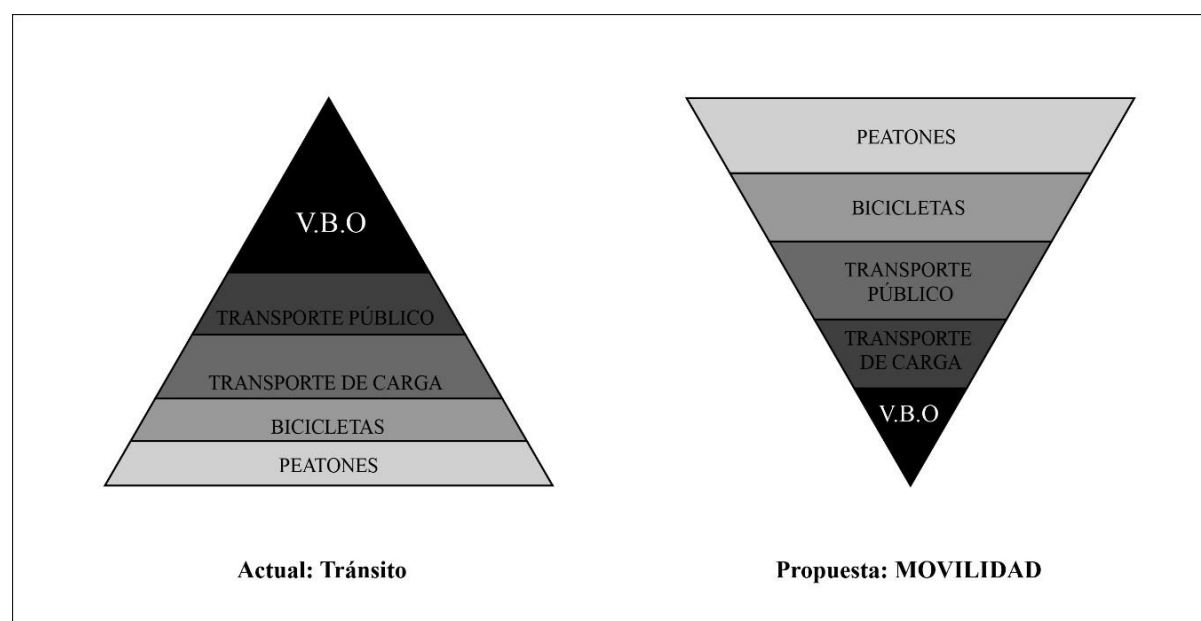 V.B.O
TRANSPORTE PÚBLICO
TRANSPORTE DE CARGA
BICICLETAS
PEATONES
Actual: Tránsito
PEATONES
BICICLETAS
TRANSPORTE
PÚBLICO
TRANSPORTE
DE CARGA
V.B.O
Propuesta: MOVILIDAD